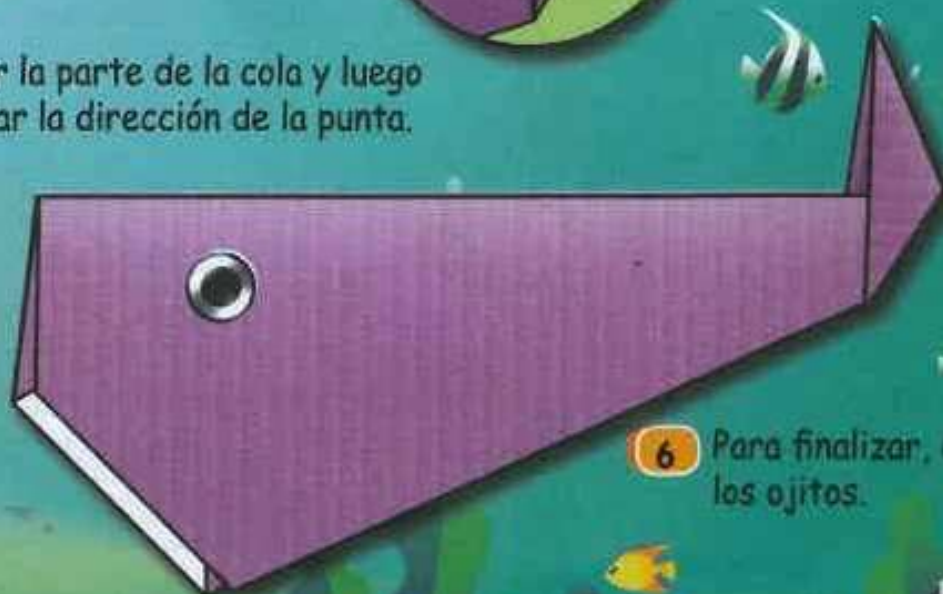 r la parte de la cola y luego
ar la dirección de la punta.
6 Para finalizar,
los ojitos.